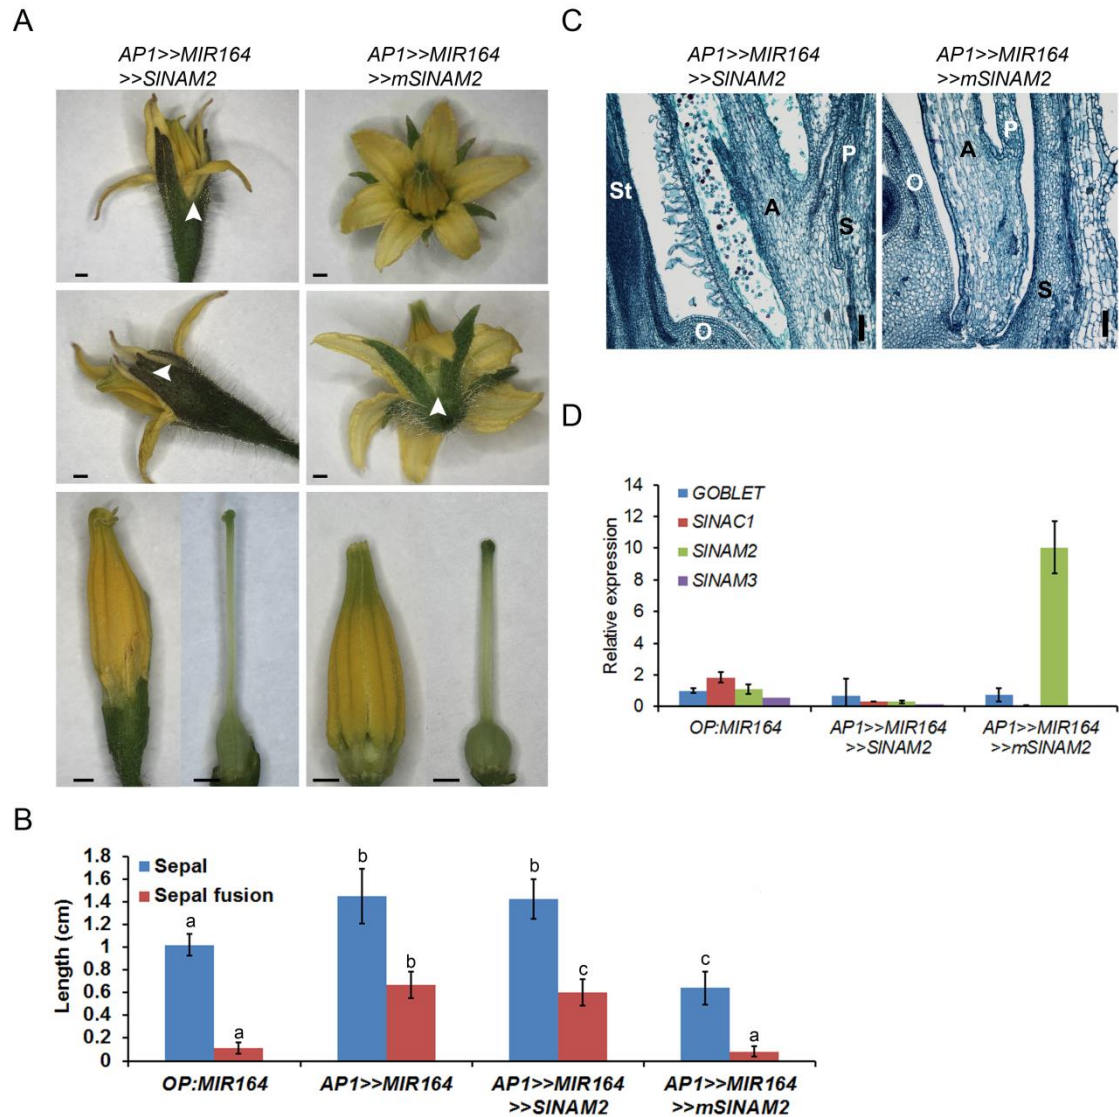 A
AP1>>MIR164
>>SlNAM2
AP1>>MIR164
>>mSlNAM2
C
AP1>>MIR164
>>SlNAM2
AP1>>MIR164
>>mSlNAM2
St
A
P
S
O
O
A
P
S
D
Relative expression
14
12
10
8
6
4
2
0
GOBLET
SlNAC1
SlNAM2
SlNAM3
OP:MIR164
AP1>>MIR164
>>SlNAM2
AP1>>MIR164
>>mSlNAM2
B
Length (cm)
1.8
1.6
1.4
1.2
1
0.8
0.6
0.4
0.2
0
Sepal
Sepal fusion
a
a
b
b
b
c
c
a
OP:MIR164
AP1>>MIR164
AP1>>MIR164
>>SlNAM2
AP1>>MIR164
>>mSlNAM2